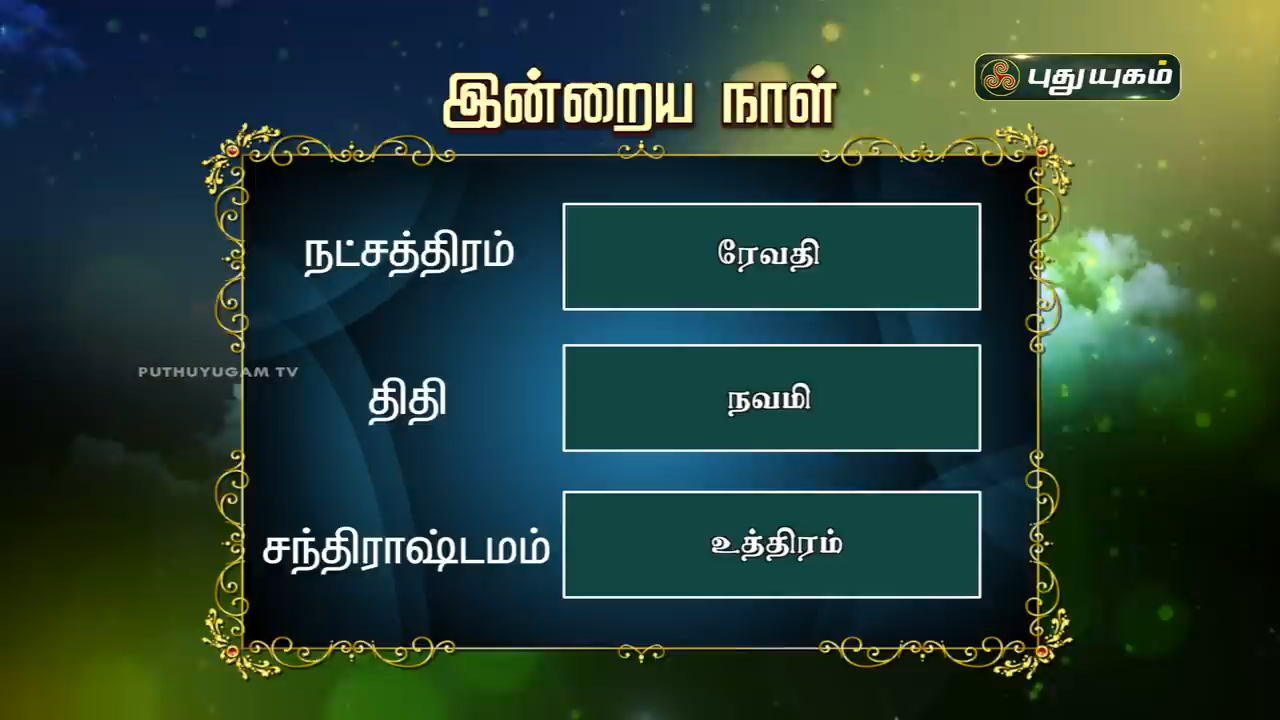 இன்றைய நாள்
புதுயுகம்
நட்சத்திரம் ரேவதி
PUTHUYUGAM TV
திதி நவமி
சந்திராஷ்டமம் உத்திரம்